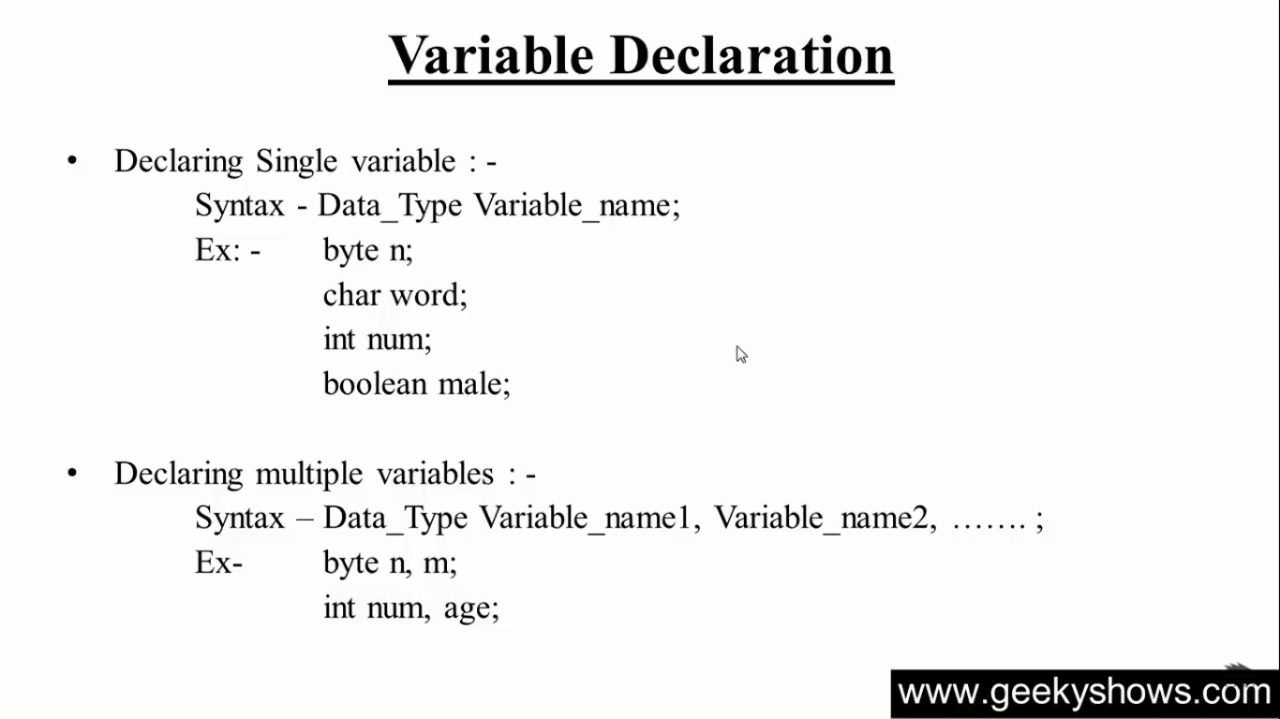 Variable Declaration
• Declaring Single variable : -
Syntax - Data_Type Variable_name;
Ex: - byte n;
char word;
int num;
boolean male;
• Declaring multiple variables : -
Syntax – Data_Type Variable_name1, Variable_name2, ……. ;
Ex- byte n, m;
int num, age;
www.geekyshows.com